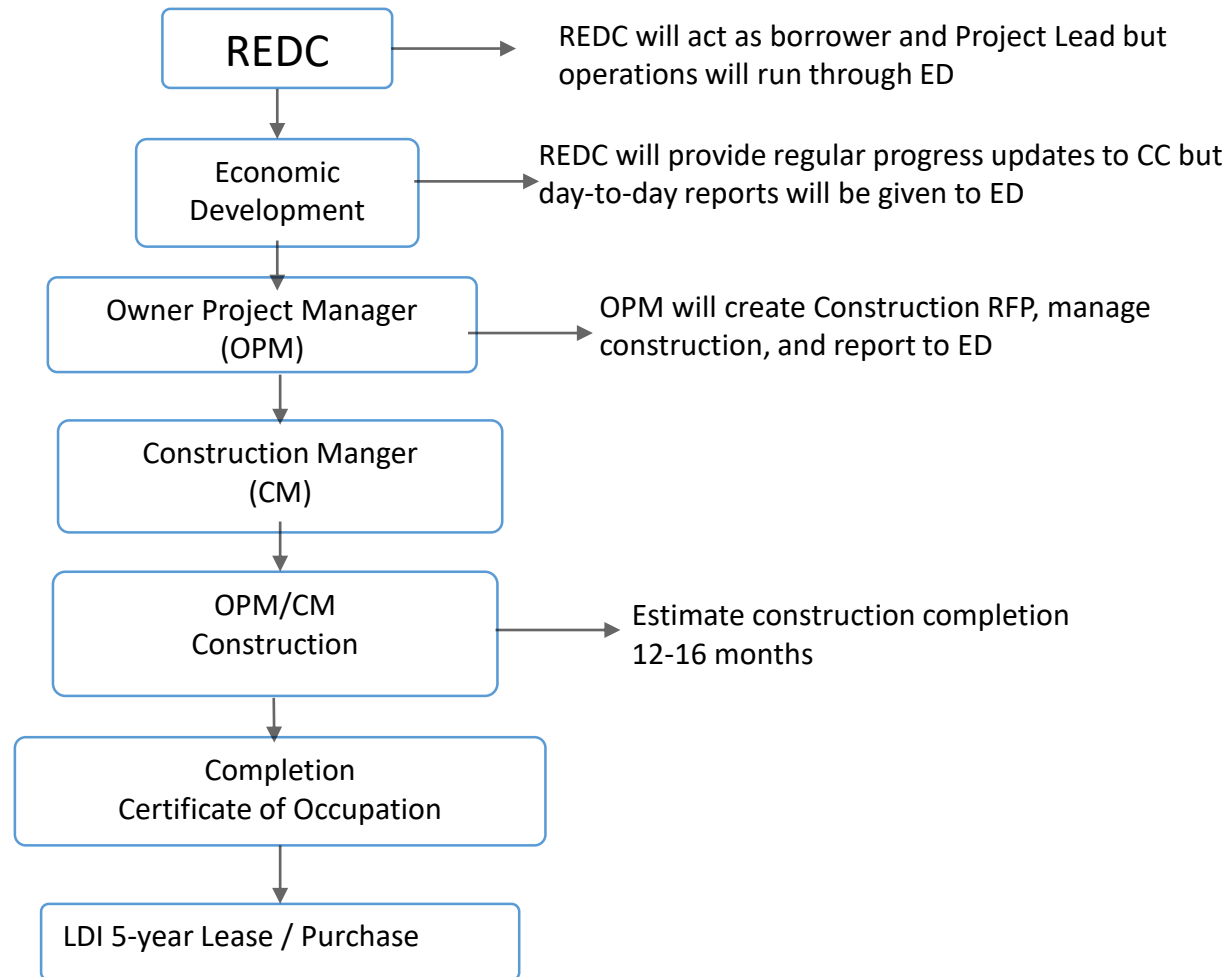 REDC
REDC will act as borrower and Project Lead but
operations will run through ED
Economic
Development
REDC will provide regular progress updates to CC but
day-to-day reports will be given to ED
Owner Project Manager
(OPM)
OPM will create Construction RFP, manage
construction, and report to ED
Construction Manger
(CM)
OPM/CM
Construction
Estimate construction completion
12-16 months
Completion
Certificate of Occupation
LDI 5-year Lease / Purchase